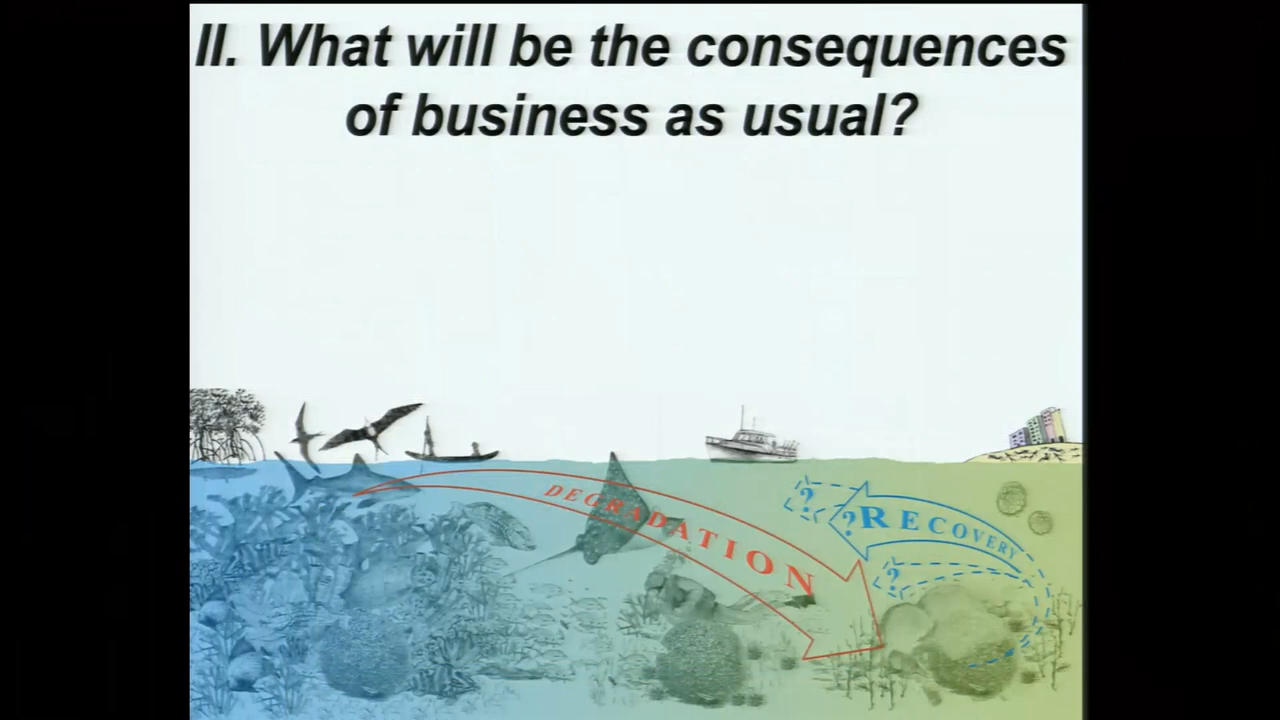 II. What will be the consequences
of business as usual?
DEGRADATION
?
?RECOVERY
?